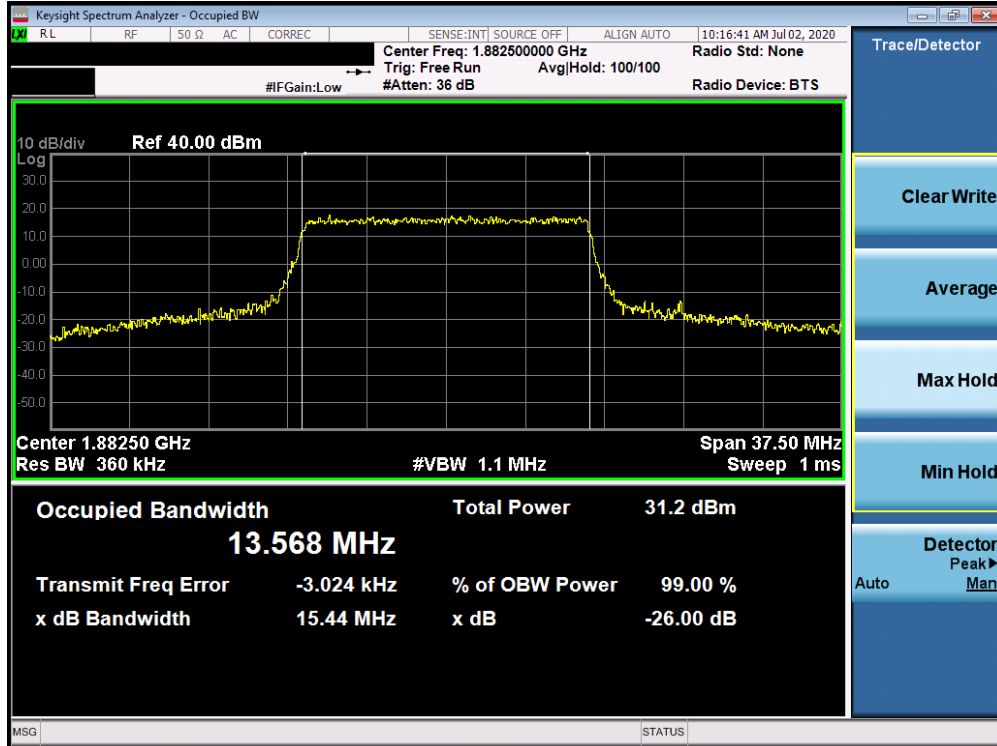 Keysight Spectrum Analyzer - Occupied BW
LXI RL RF 50 Ω AC CORREC SENSE:INT SOURCE OFF ALIGN AUTO 10:16:41 AM Jul 02, 2020
Center Freq: 1.882500000 GHz Radio Std: None
Trig: Free Run Avg|Hold: 100/100
#IFGain:Low #Atten: 36 dB Radio Device: BTS
Trace/Detector
10 dB/div Ref 40.00 dBm
Log
30.0
20.0
10.0
0.00
-10.0
-20.0
-30.0
-40.0
-50.0
Center 1.88250 GHz Span 37.50 MHz
Res BW 360 kHz #VBW 1.1 MHz Sweep 1 ms
Occupied Bandwidth Total Power 31.2 dBm
13.568 MHz
Transmit Freq Error -3.024 kHz % of OBW Power 99.00 %
x dB Bandwidth 15.44 MHz x dB -26.00 dB
Clear Write
Average
Max Hold
Min Hold
Detector
Peak▶
Auto Man
MSG STATUS